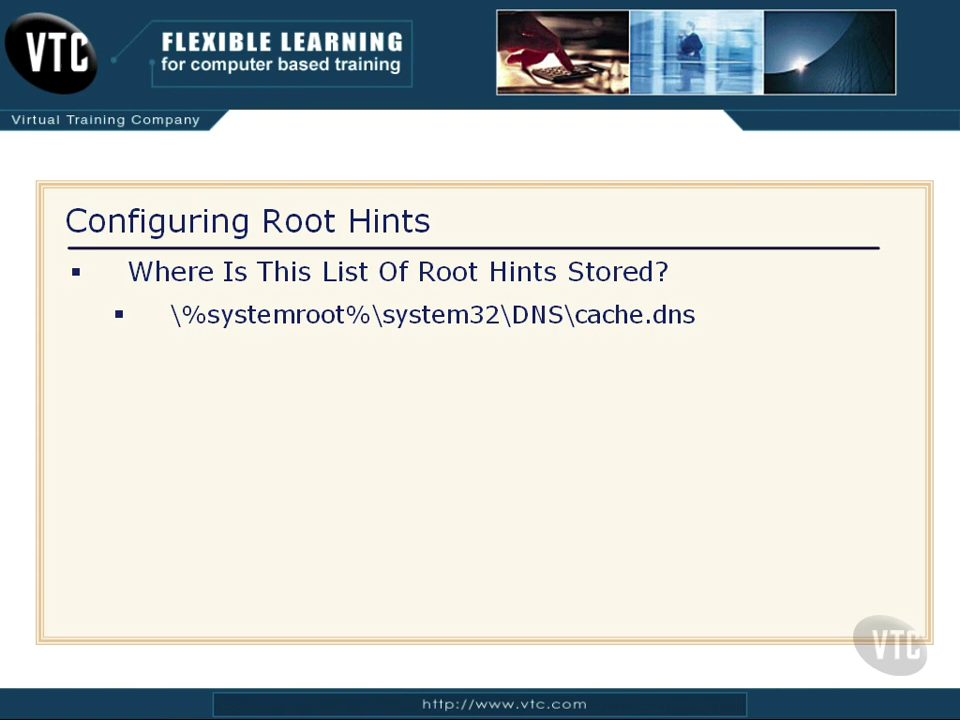 VTC
FLEXIBLE LEARNING
for computer based training
Virtual Training Company
Configuring Root Hints
▪ Where Is This List Of Root Hints Stored?
▪ \%systemroot%\system32\DNS\cache.dns
VTC
http://www.vtc.com